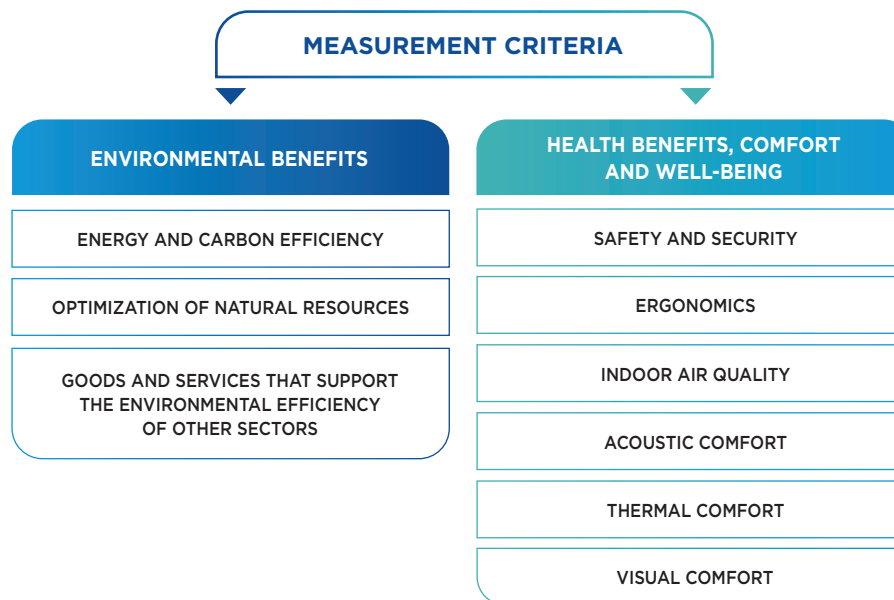 MEASUREMENT CRITERIA
ENVIRONMENTAL BENEFITS
ENERGY AND CARBON EFFICIENCY
OPTIMIZATION OF NATURAL RESOURCES
GOODS AND SERVICES THAT SUPPORT
THE ENVIRONMENTAL EFFICIENCY
OF OTHER SECTORS
HEALTH BENEFITS, COMFORT
AND WELL-BEING
SAFETY AND SECURITY
ERGONOMICS
INDOOR AIR QUALITY
ACOUSTIC COMFORT
THERMAL COMFORT
VISUAL COMFORT